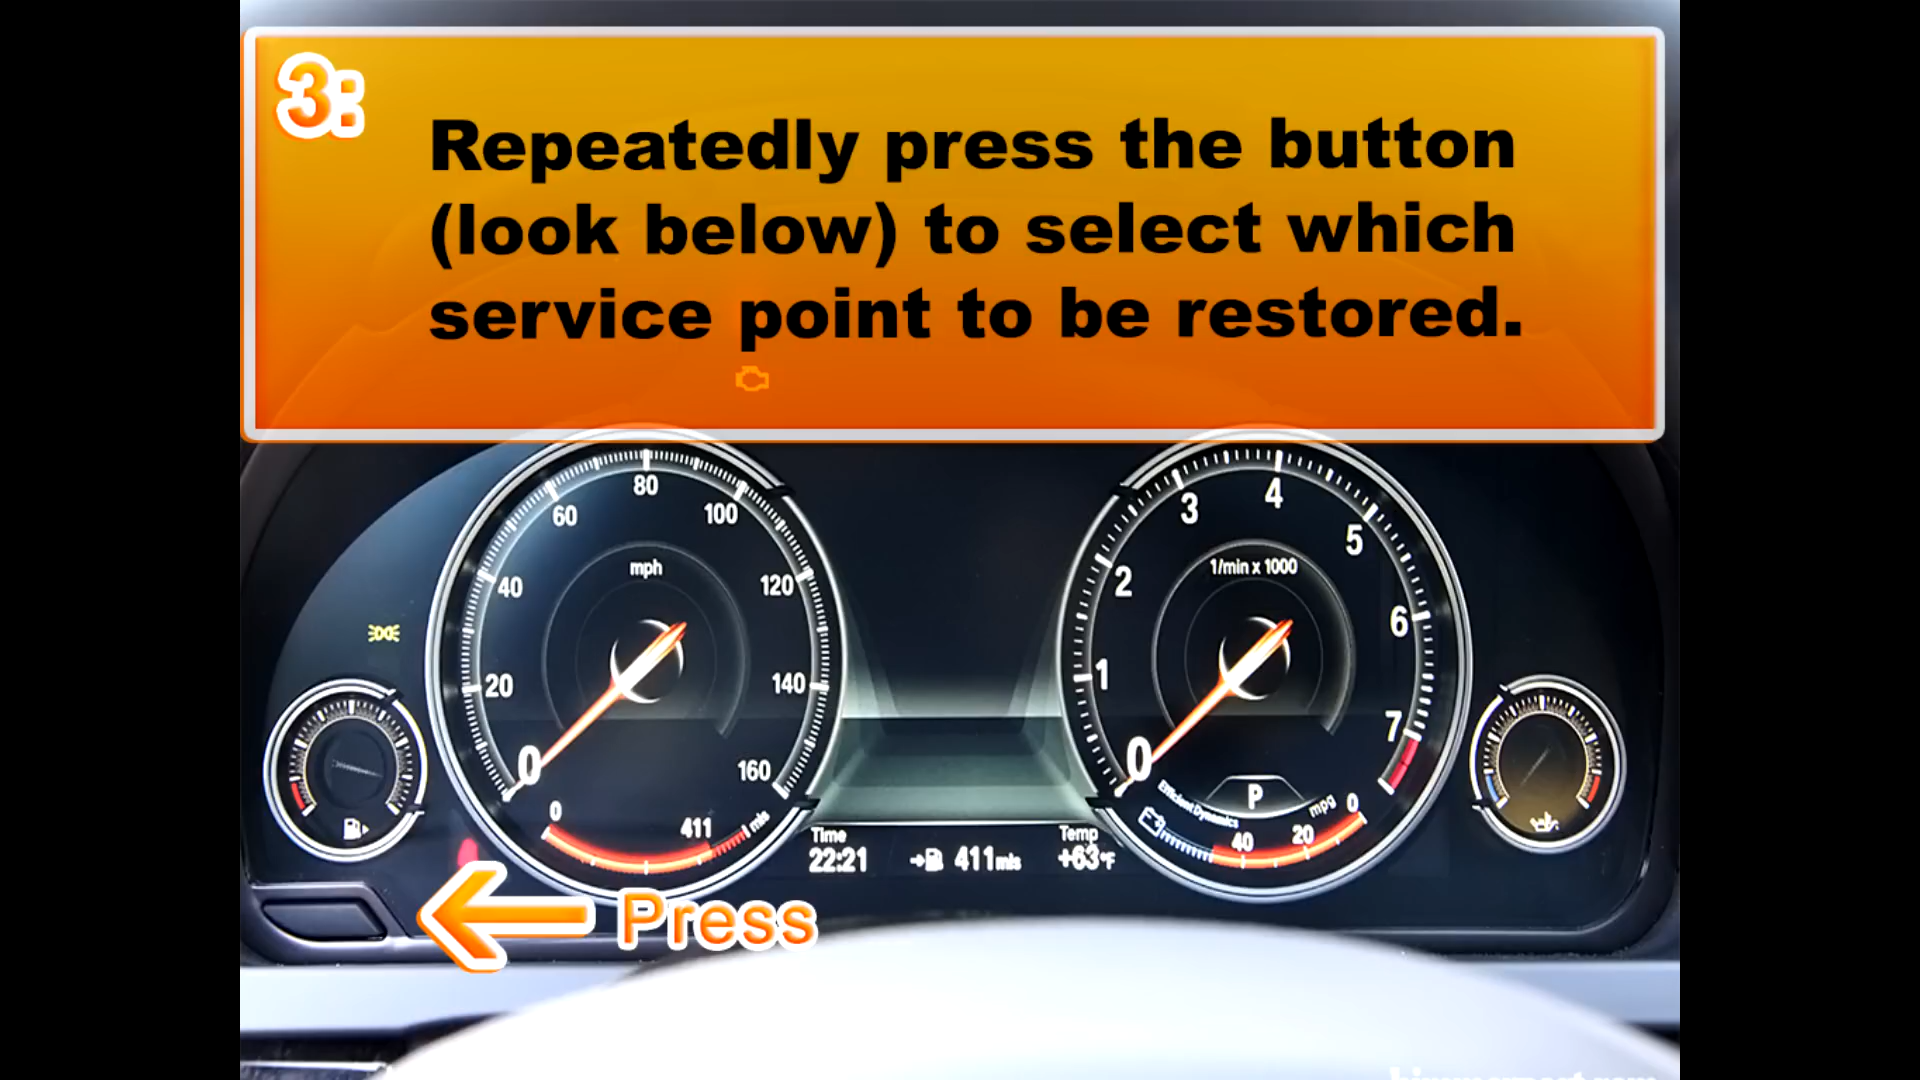 3:
Repeatedly press the button
(look below) to select which
service point to be restored.
80
60
100
40
mph
120
20
140
0
160
0
411
mls
4
3
5
2
1/min x 1000
6
1
7
0
P
EfficientDynamics
mpg
0
40
20
Time
22:21
411 mls
Temp
+63°F
Press